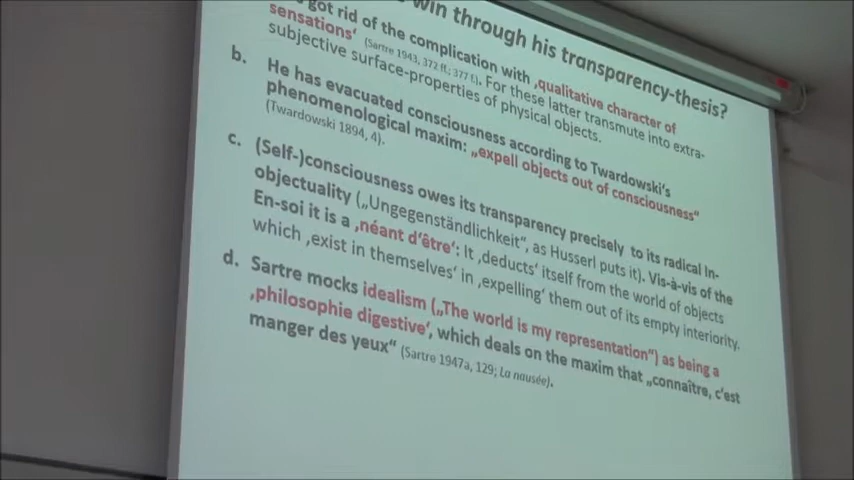 win through his transparency-thesis?
got rid of the complication with ‚qualitative character of
sensations‘ (Sartre 1943, 372 ff.; 377 f.). For these latter transmute into extra-
subjective surface-properties of physical objects.
b. He has evacuated consciousness according to Twardowski's
phenomenological maxim: „expell objects out of consciousness“
(Twardowski 1894, 4).
c. (Self-)consciousness owes its transparency precisely to its radical In-
objectuality („Ungegenständlichkeit“, as Husserl puts it). Vis-à-vis of the
En-soi it is a ‚néant d‘être‘: It ‚deducts‘ itself from the world of objects
which ‚exist in themselves‘ in ‚expelling‘ them out of its empty interiority.
d. Sartre mocks idealism („The world is my representation“) as being a
‚philosophie digestive‘, which deals on the maxim that „connaître, c‘est
manger des yeux“ (Sartre 1947a, 129; La nausée).